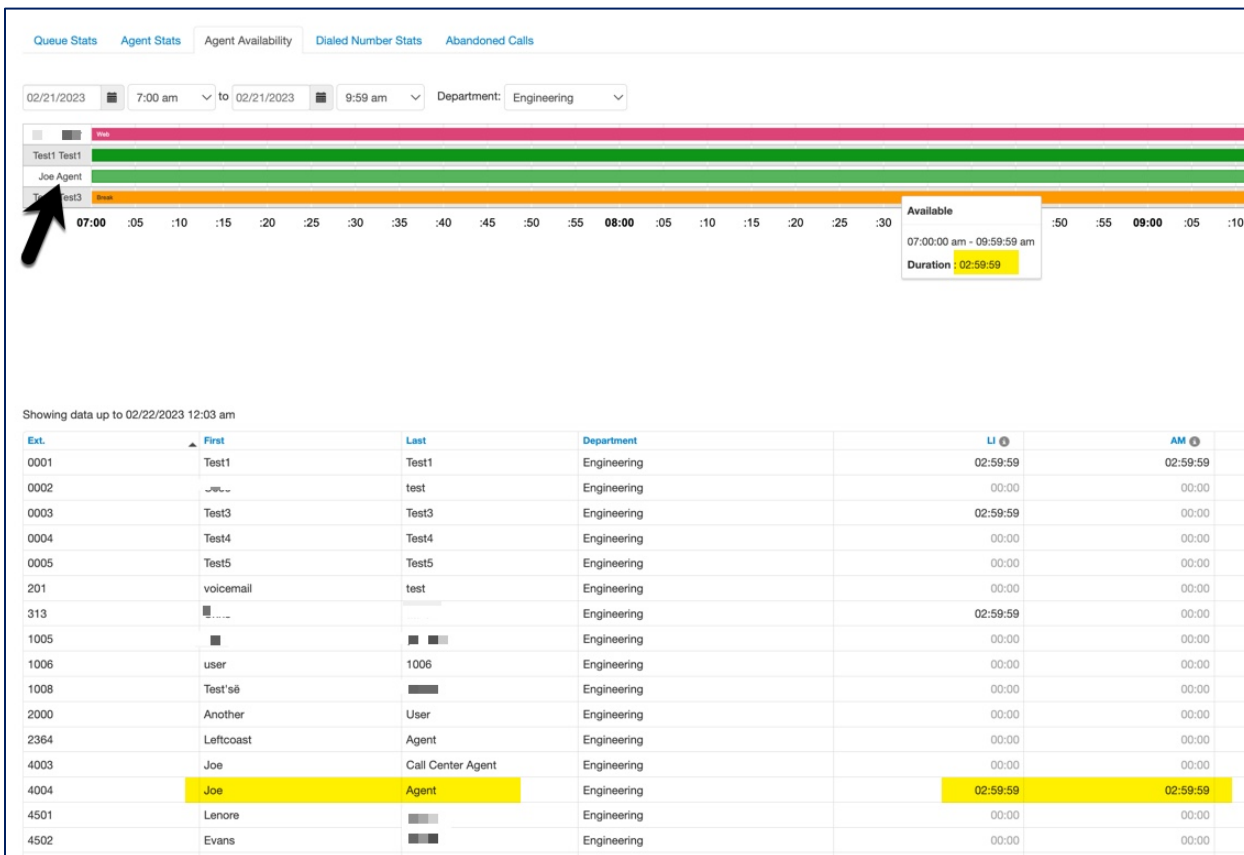 Queue Stats Agent Stats Agent Availability Dialed Number Stats Abandoned Calls
02/21/2023 7:00 am to 02/21/2023 9:59 am Department: Engineering
Web
Test1 Test1
Joe Agent
Test3
Break
07:00 :05 :10 :15 :20 :25 :30 :35 :40 :45 :50 :55 08:00 :05 :10 :15 :20 :25 :30 :50 :55 09:00 :05 :10
Available
07:00:00 am - 09:59:59 am
Duration : 02:59:59
Showing data up to 02/22/2023 12:03 am
Ext. First Last Department LI AM
0001 Test1 Test1 Engineering 02:59:59 02:59:59
0002 test Engineering 00:00 00:00
0003 Test3 Test3 Engineering 02:59:59 00:00
0004 Test4 Test4 Engineering 00:00 00:00
0005 Test5 Test5 Engineering 00:00 00:00
201 voicemail test Engineering 00:00 00:00
313 Engineering 02:59:59 00:00
1005 Engineering 00:00 00:00
1006 user 1006 Engineering 00:00 00:00
1008 Test'së Engineering 00:00 00:00
2000 Another User Engineering 00:00 00:00
2364 Leftcoast Agent Engineering 00:00 00:00
4003 Joe Call Center Agent Engineering 00:00 00:00
4004 Joe Agent Engineering 02:59:59 02:59:59
4501 Lenore Engineering 00:00 00:00
4502 Evans Engineering 00:00 00:00